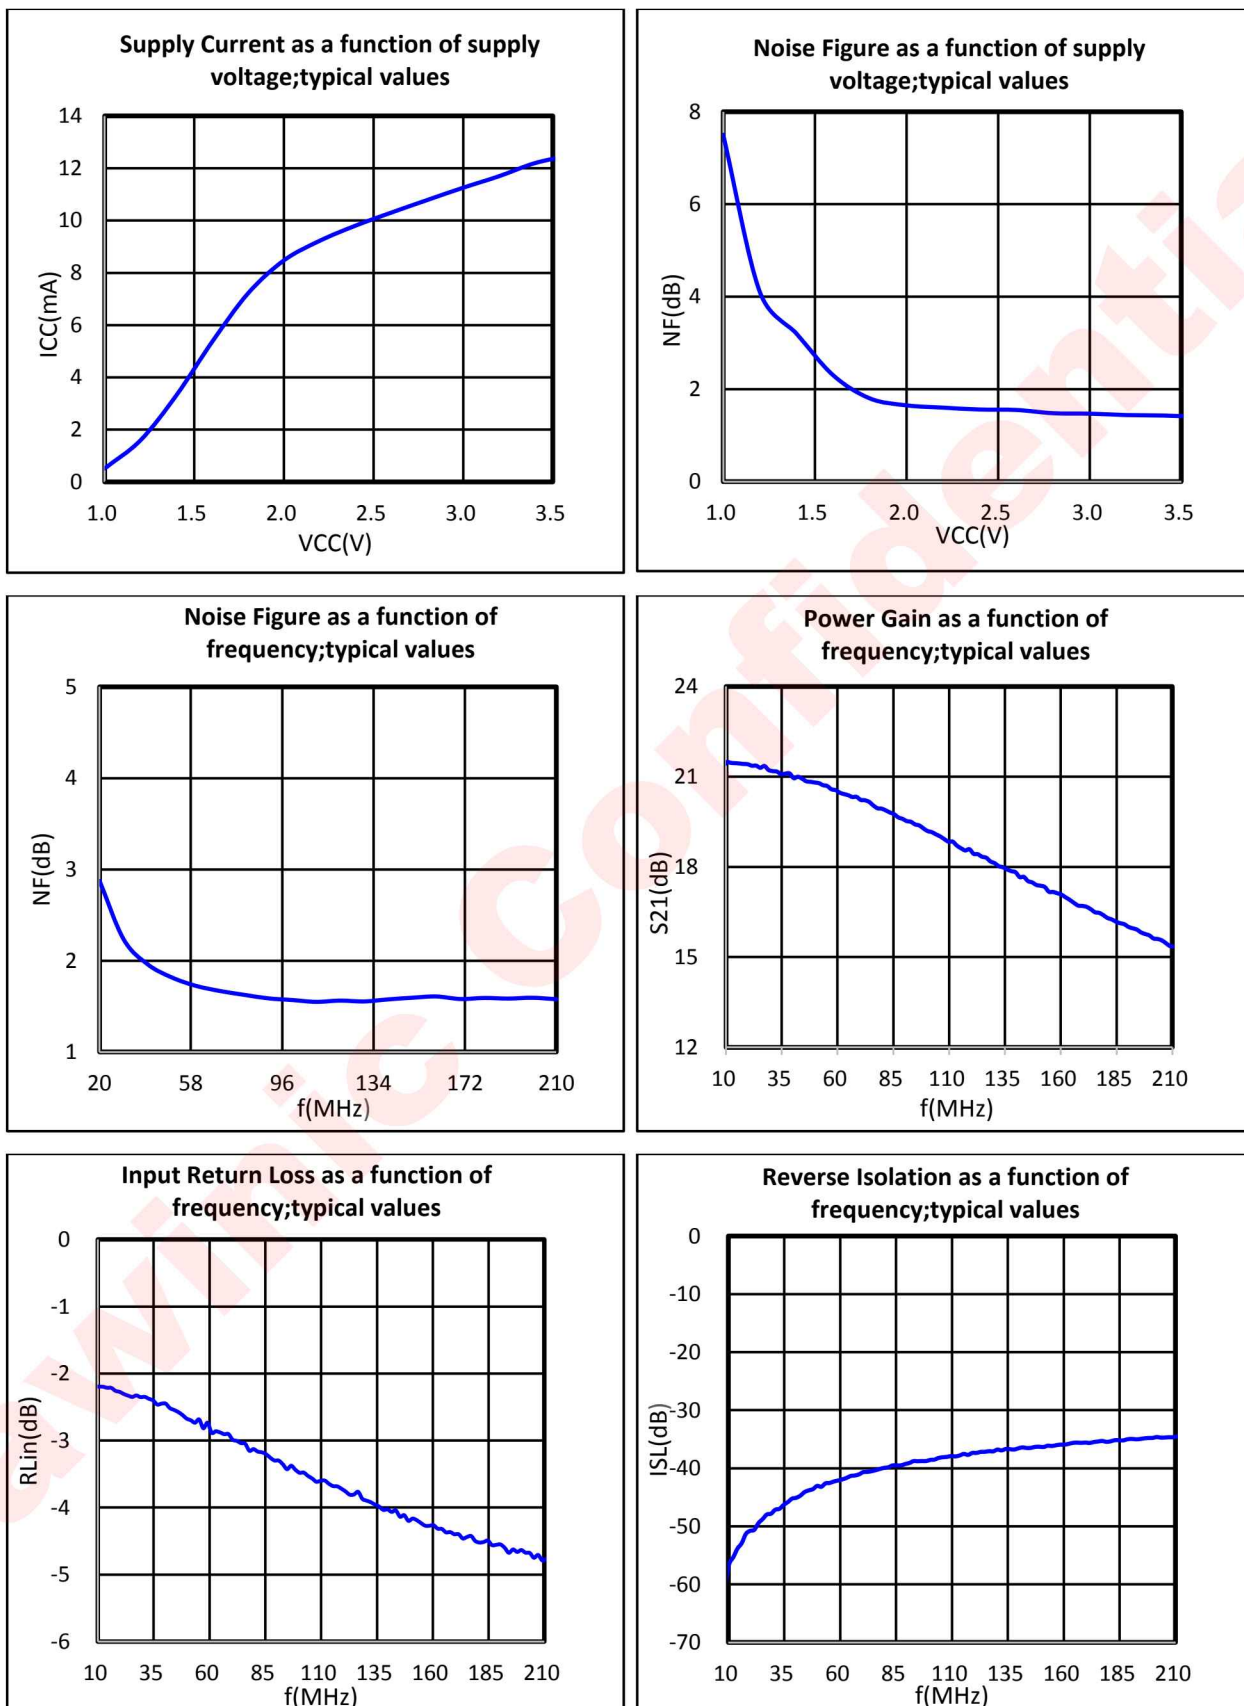 Supply Current as a function of supply
voltage;typical values
14
12
10
8
6
4
2
0
ICC(mA)
1.0 1.5 2.0 2.5 3.0 3.5
VCC(V)
Noise Figure as a function of supply
voltage;typical values
8
6
4
2
0
NF(dB)
1.0 1.5 2.0 2.5 3.0 3.5
VCC(V)
Noise Figure as a function of
frequency;typical values
5
4
3
2
1
NF(dB)
20 58 96 134 172 210
f(MHz)
Power Gain as a function of
frequency;typical values
24
21
18
15
12
S21(dB)
10 35 60 85 110 135 160 185 210
f(MHz)
Input Return Loss as a function of
frequency;typical values
0
-1
-2
-3
-4
-5
-6
RLin(dB)
10 35 60 85 110 135 160 185 210
f(MHz)
Reverse Isolation as a function of
frequency;typical values
0
-10
-20
-30
-40
-50
-60
-70
ISL(dB)
10 35 60 85 110 135 160 185 210
f(MHz)
awinic Confidential